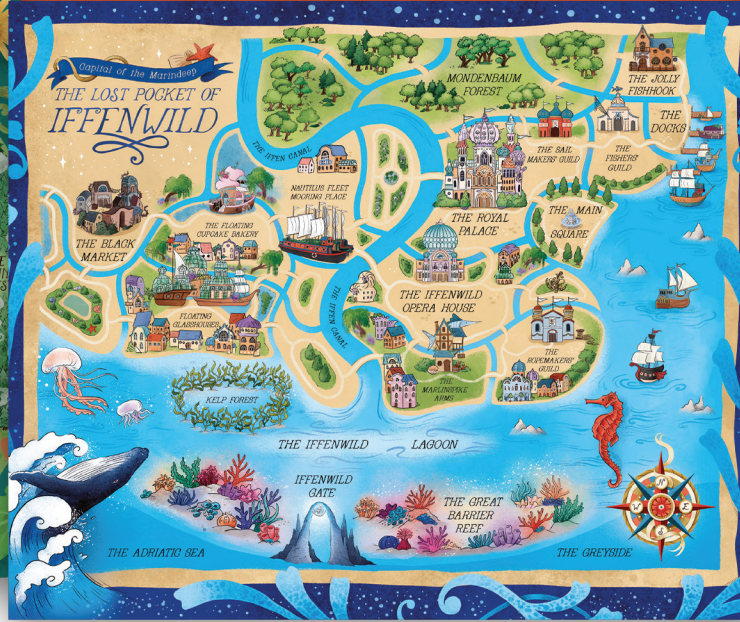 Capital of the Marindeep
THE LOST POCKET OF
IFFENWILD
MONDENBAUM
FOREST
THE JOLLY
FISHHOOK
THE
DOCKS
THE IFFEN CANAL
THE SAIL
MAKERS' GUILD
THE
FISHERS'
GUILD
NAUTILUS FLEET
MOORING PLACE
THE ROYAL
PALACE
THE MAIN
SQUARE
THE BLACK
MARKET
THE FLOATING
CUPCAKE BAKERY
THE IFFENWILD
OPERA HOUSE
FLOATING
GLASSHOUSES
THE IFFEN CANAL
THE
ROPEMAKERS'
GUILD
THE
MARLINSPIKE
ARMS
KELP FOREST
THE IFFENWILD LAGOON
IFFENWILD
GATE
THE GREAT
BARRIER
REEF
N
W E
S
THE ADRIATIC SEA
THE GREYSIDE